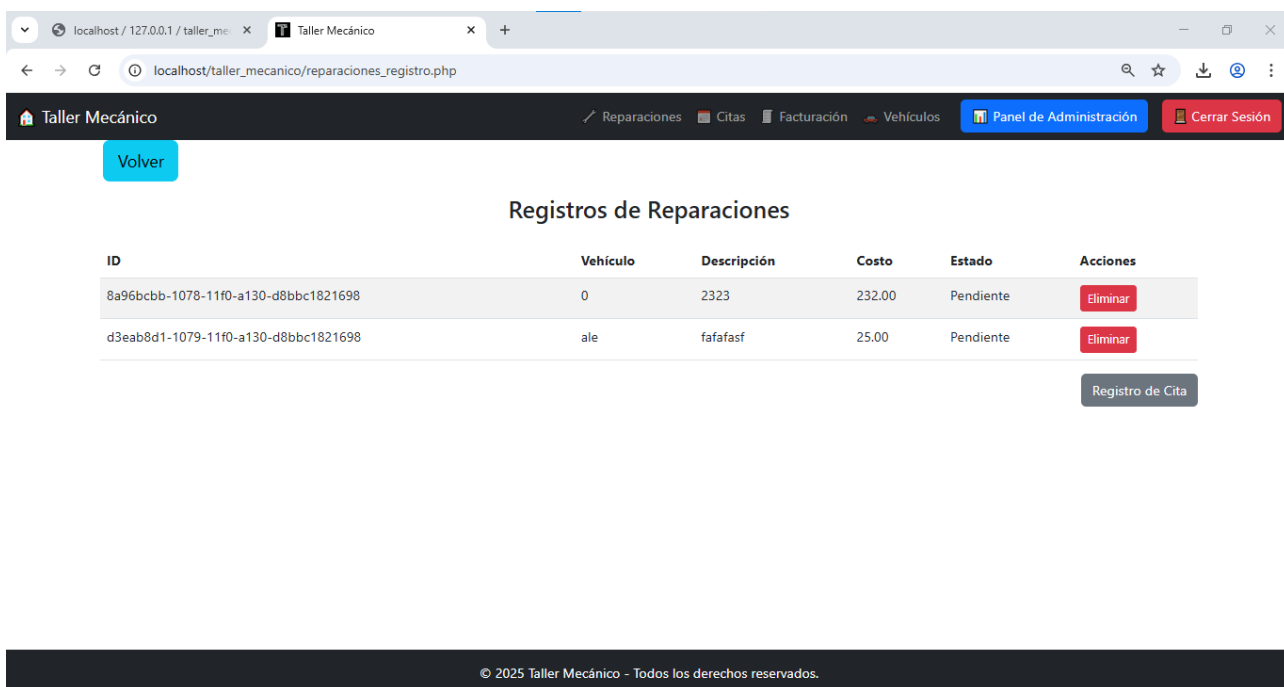 localhost / 127.0.0.1 / taller_me
Taller Mecánico
localhost/taller_mecanico/reparaciones_registro.php
Taller Mecánico Reparaciones Citas Facturación Vehículos Panel de Administración Cerrar Sesión
Volver
Registros de Reparaciones
ID Vehículo Descripción Costo Estado Acciones
8a96bcbb-1078-11f0-a130-d8bbc1821698 0 2323 232.00 Pendiente Eliminar
d3eab8d1-1079-11f0-a130-d8bbc1821698 ale fafafasf 25.00 Pendiente Eliminar
Registro de Cita
© 2025 Taller Mecánico - Todos los derechos reservados.